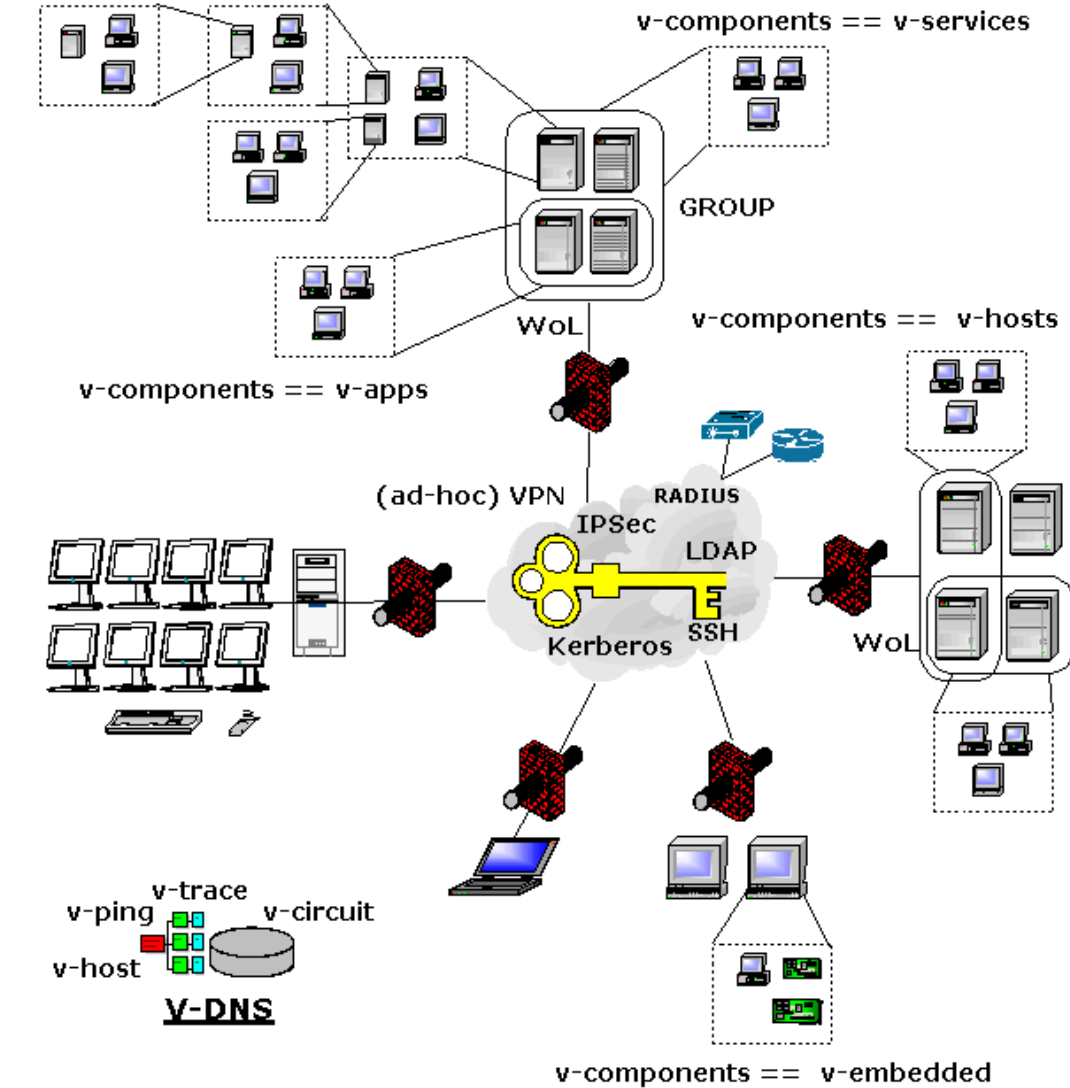 v-components == v-services
GROUP
WoL
v-components == v-hosts
v-components == v-apps
(ad-hoc) VPN
RADIUS
IPSec
LDAP
Kerberos
SSH
WoL
v-trace
v-ping
v-circuit
v-host
V-DNS
v-components == v-embedded